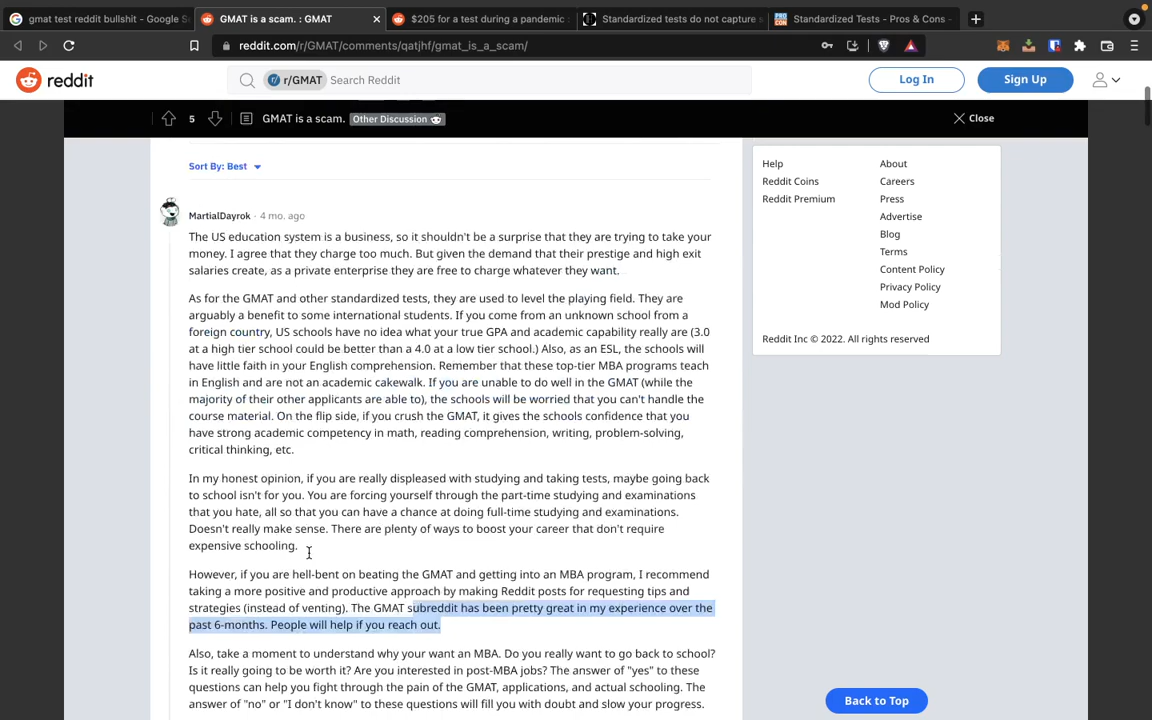 gmat test reddit bullshit - Google S
GMAT is a scam. : GMAT
$205 for a test during a pandemic
Standardized tests do not capture s
Standardized Tests - Pros & Cons -
reddit.com/r/GMAT/comments/qatjhf/gmat_is_a_scam/
reddit
r/GMAT Search Reddit
Log In
Sign Up
5
GMAT is a scam. Other Discussion
Close
Sort By: Best
MartialDayrok · 4 mo. ago
The US education system is a business, so it shouldn't be a surprise that they are trying to take your
money. I agree that they charge too much. But given the demand that their prestige and high exit
salaries create, as a private enterprise they are free to charge whatever they want.
As for the GMAT and other standardized tests, they are used to level the playing field. They are
arguably a benefit to some international students. If you come from an unknown school from a
foreign country, US schools have no idea what your true GPA and academic capability really are (3.0
at a high tier school could be better than a 4.0 at a low tier school.) Also, as an ESL, the schools will
have little faith in your English comprehension. Remember that these top-tier MBA programs teach
in English and are not an academic cakewalk. If you are unable to do well in the GMAT (while the
majority of their other applicants are able to), the schools will be worried that you can't handle the
course material. On the flip side, if you crush the GMAT, it gives the schools confidence that you
have strong academic competency in math, reading comprehension, writing, problem-solving,
critical thinking, etc.
In my honest opinion, if you are really displeased with studying and taking tests, maybe going back
to school isn't for you. You are forcing yourself through the part-time studying and examinations
that you hate, all so that you can have a chance at doing full-time studying and examinations.
Doesn't really make sense. There are plenty of ways to boost your career that don't require
expensive schooling.
However, if you are hell-bent on beating the GMAT and getting into an MBA program, I recommend
taking a more positive and productive approach by making Reddit posts for requesting tips and
strategies (instead of venting). The GMAT subreddit has been pretty great in my experience over the
past 6-months. People will help if you reach out.
Also, take a moment to understand why your want an MBA. Do you really want to go back to school?
Is it really going to be worth it? Are you interested in post-MBA jobs? The answer of "yes" to these
questions can help you fight through the pain of the GMAT, applications, and actual schooling. The
answer of "no" or "I don't know" to these questions will fill you with doubt and slow your progress.
Help
About
Reddit Coins
Careers
Reddit Premium
Press
Advertise
Blog
Terms
Content Policy
Privacy Policy
Mod Policy
Reddit Inc © 2022. All rights reserved
Back to Top